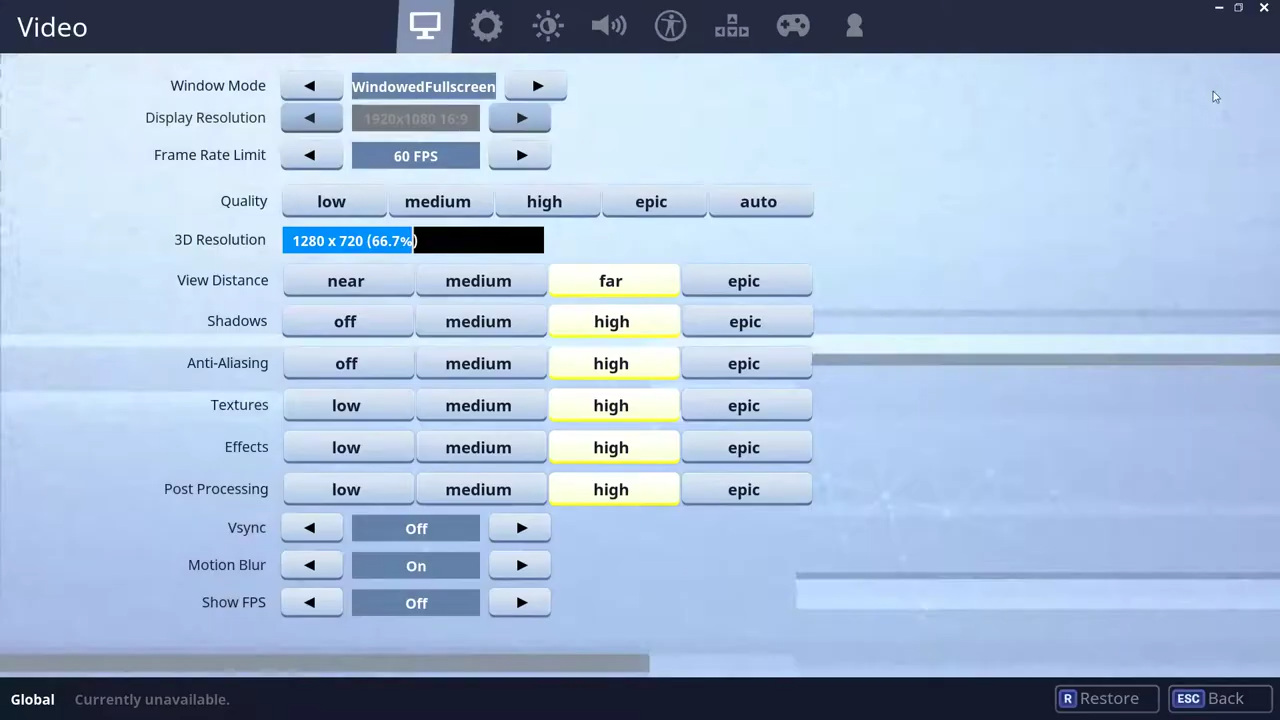 Video
Window Mode ◀ WindowedFullscreen ▶
Display Resolution ◀ 1920x1080 16:9 ▶
Frame Rate Limit ◀ 60 FPS ▶
Quality low medium high epic auto
3D Resolution 1280 x 720 (66.7%)
View Distance near medium far epic
Shadows off medium high epic
Anti-Aliasing off medium high epic
Textures low medium high epic
Effects low medium high epic
Post Processing low medium high epic
Vsync ◀ Off ▶
Motion Blur ◀ On ▶
Show FPS ◀ Off ▶
Global Currently unavailable. R Restore ESC Back